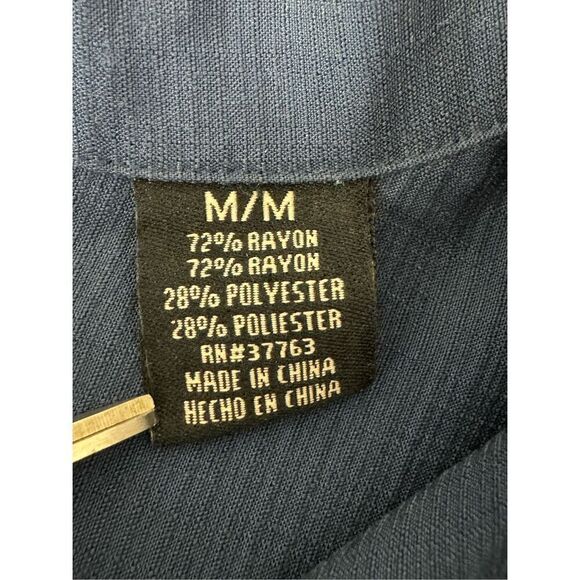 M/M
72% RAYON
72% RAYON
28% POLYESTER
28% POLIESTER
RN#37763
MADE IN CHINA
HECHO EN CHINA